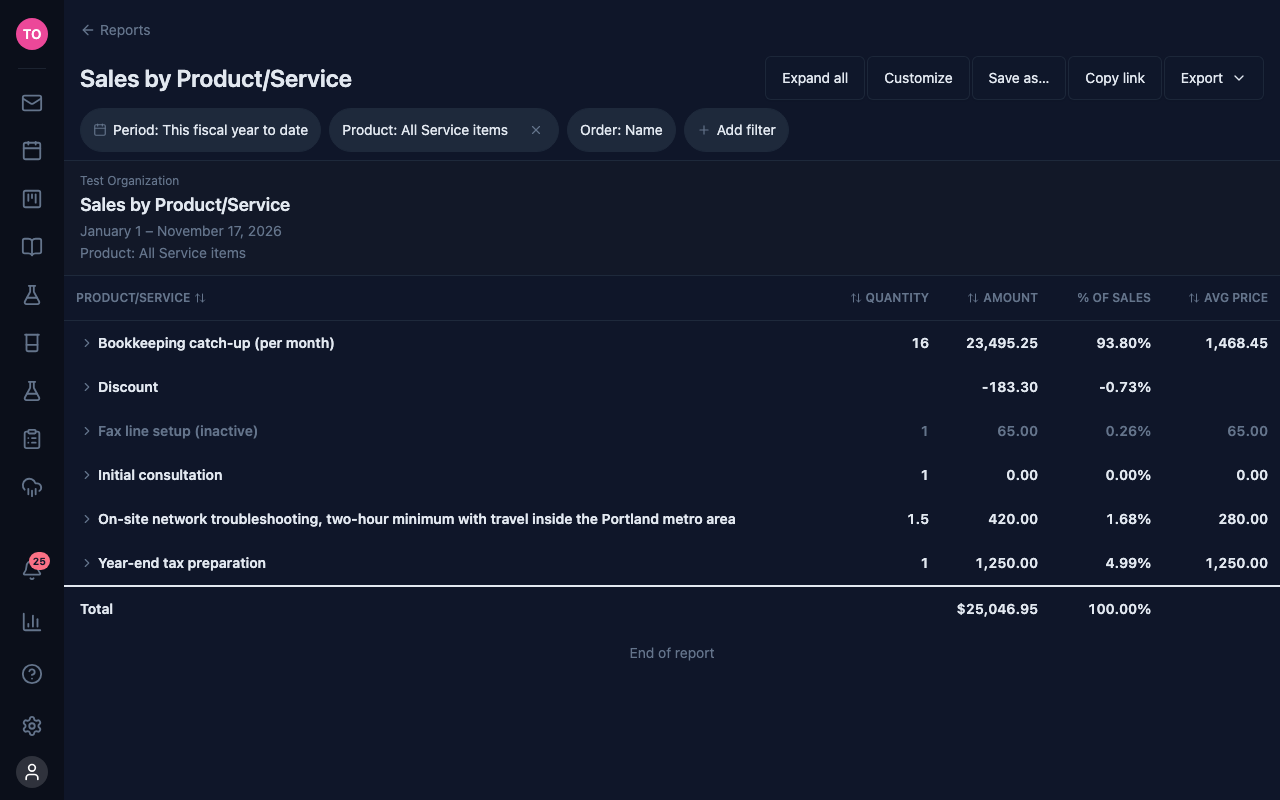 TO
Reports
Sales by Product/Service
Expand all
Customize
Save as...
Copy link
Export
Period: This fiscal year to date
Product: All Service items
Order: Name
Add filter
Test Organization
Sales by Product/Service
January 1 – November 17, 2026
Product: All Service items
PRODUCT/SERVICE QUANTITY AMOUNT % OF SALES AVG PRICE
Bookkeeping catch-up (per month) 16 23,495.25 93.80% 1,468.45
Discount -183.30 -0.73%
Fax line setup (inactive) 1 65.00 0.26% 65.00
Initial consultation 1 0.00 0.00% 0.00
On-site network troubleshooting, two-hour minimum with travel inside the Portland metro area 1.5 420.00 1.68% 280.00
Year-end tax preparation 1 1,250.00 4.99% 1,250.00
Total $25,046.95 100.00%
End of report
25